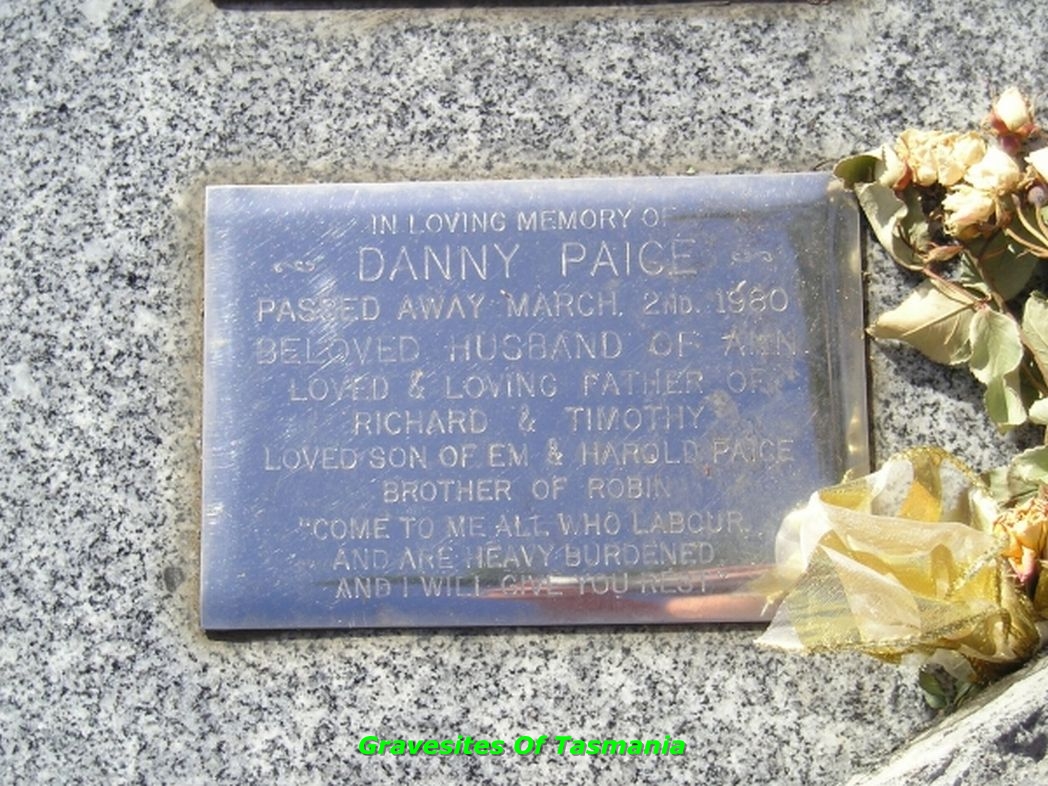 IN LOVING MEMORY OF
DANNY PAIGE
PASSED AWAY MARCH. 2ND. 1980
BELOVED HUSBAND OF ANN
LOVED & LOVING FATHER OF
RICHARD & TIMOTHY
LOVED SON OF EM & HAROLD PAICE
BROTHER OF ROBIN
"COME TO ME ALL WHO LABOUR
AND ARE HEAVY BURDENED
AND I WILL GIVE YOU REST"
Gravesites Of Tasmania